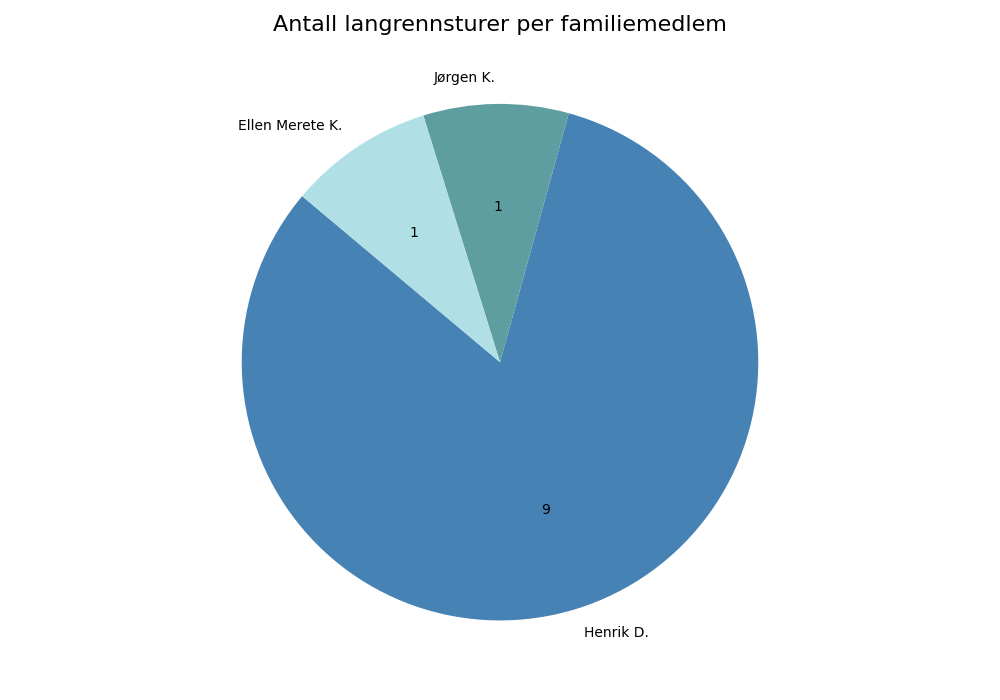 Antall langrennsturer per familiemedlem
Jørgen K.
Ellen Merete K.
1
1
9
Henrik D.